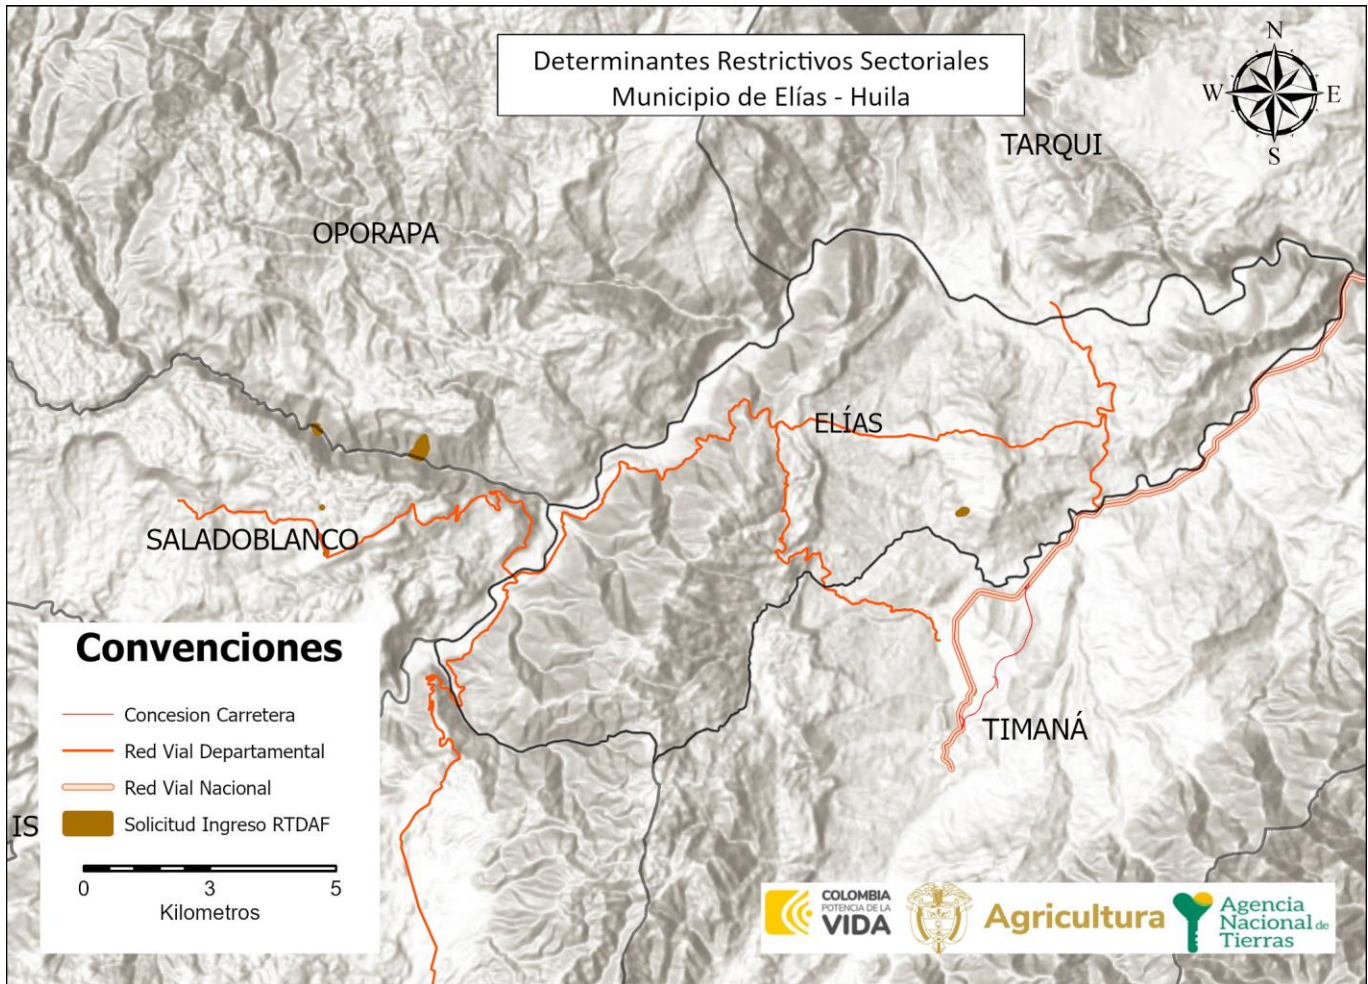 Determinantes Restrictivos Sectoriales
Municipio de Elías - Huila
N
W
E
S
TARQUI
OPORAPA
ELÍAS
SALADOBLANCO
TIMANÁ
IS
Convenciones
Concesion Carretera
Red Vial Departamental
Red Vial Nacional
Solicitud Ingreso RTDAF
0 3 5
Kilometros
COLOMBIA
POTENCIA DE LA
VIDA
Agricultura
Agencia
Nacional de
Tierras